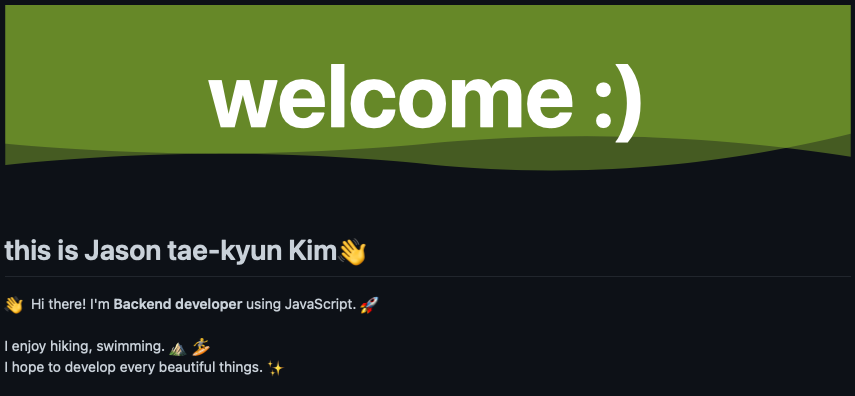 welcome :)
this is Jason tae-kyun Kim👋
👋 Hi there! I'm Backend developer using JavaScript. 🚀
I enjoy hiking, swimming. ⛰️ 🏄
I hope to develop every beautiful things. ✨